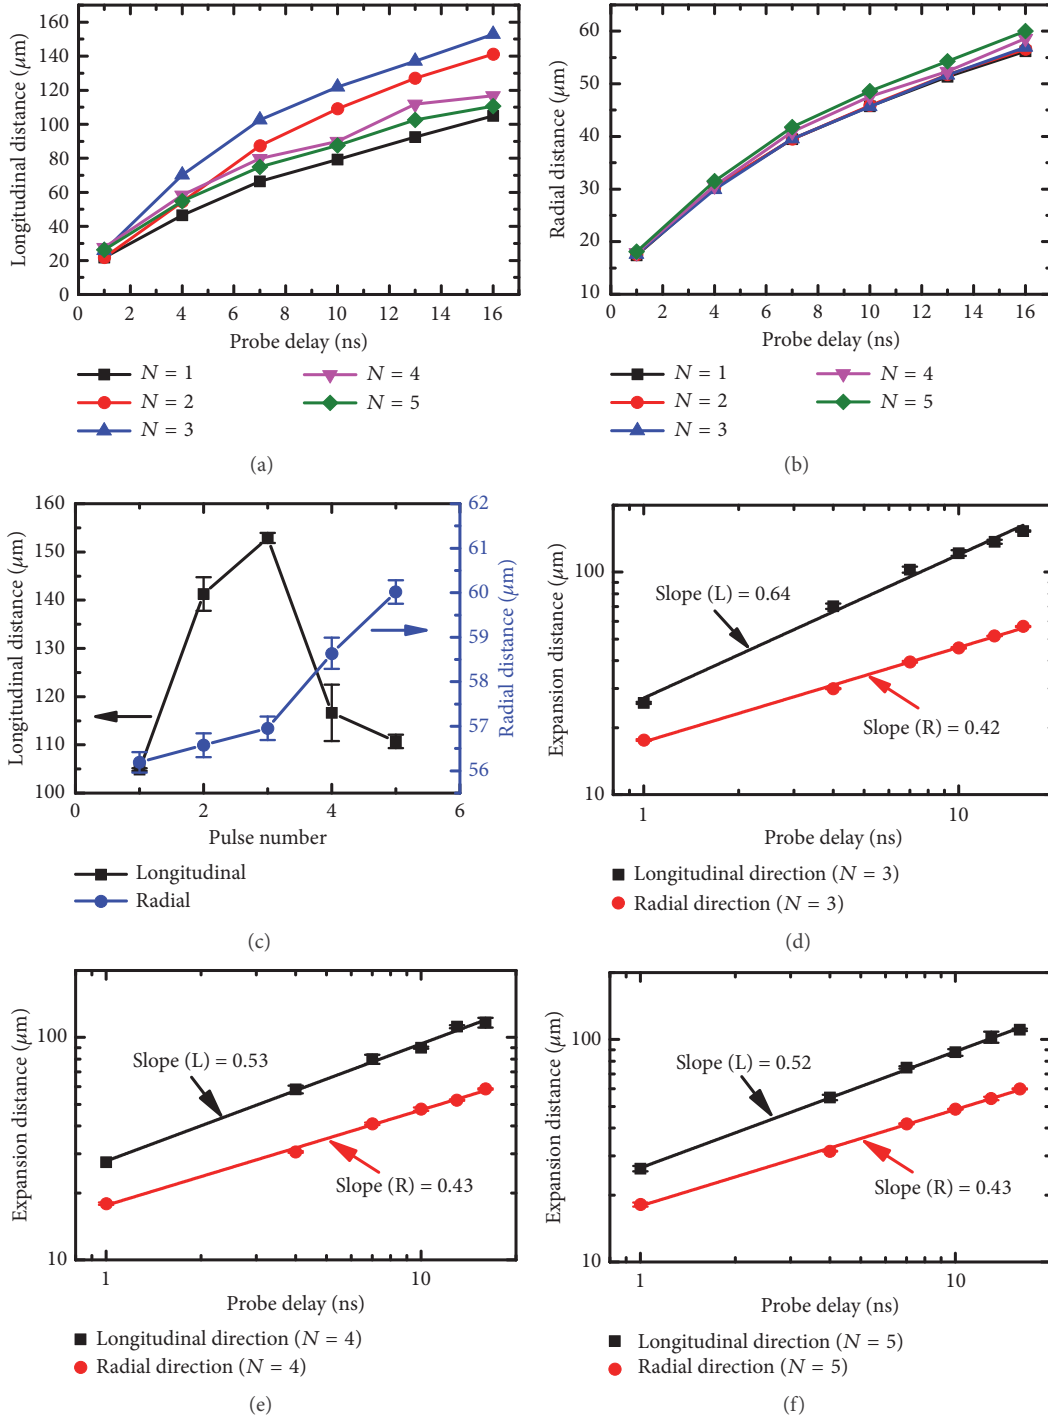 160
140
120
100
80
60
40
20
0
Longitudinal distance (μm)
0 2 4 6 8 10 12 14 16
Probe delay (ns)
N = 1
N = 2
N = 3
N = 4
N = 5
(a)
60
50
40
30
20
10
Radial distance (μm)
0 2 4 6 8 10 12 14 16
Probe delay (ns)
N = 1
N = 2
N = 3
N = 4
N = 5
(b)
160
150
140
130
120
110
100
Longitudinal distance (μm)
62
61
60
59
58
57
56
Radial distance (μm)
0 2 4 6
Pulse number
Longitudinal
Radial
(c)
100
10
Expansion distance (μm)
Slope (L) = 0.64
Slope (R) = 0.42
1 10
Probe delay (ns)
Longitudinal direction (N = 3)
Radial direction (N = 3)
(d)
100
10
Expansion distance (μm)
Slope (L) = 0.53
Slope (R) = 0.43
1 10
Probe delay (ns)
Longitudinal direction (N = 4)
Radial direction (N = 4)
(e)
100
10
Expansion distance (μm)
Slope (L) = 0.52
Slope (R) = 0.43
1 10
Probe delay (ns)
Longitudinal direction (N = 5)
Radial direction (N = 5)
(f)